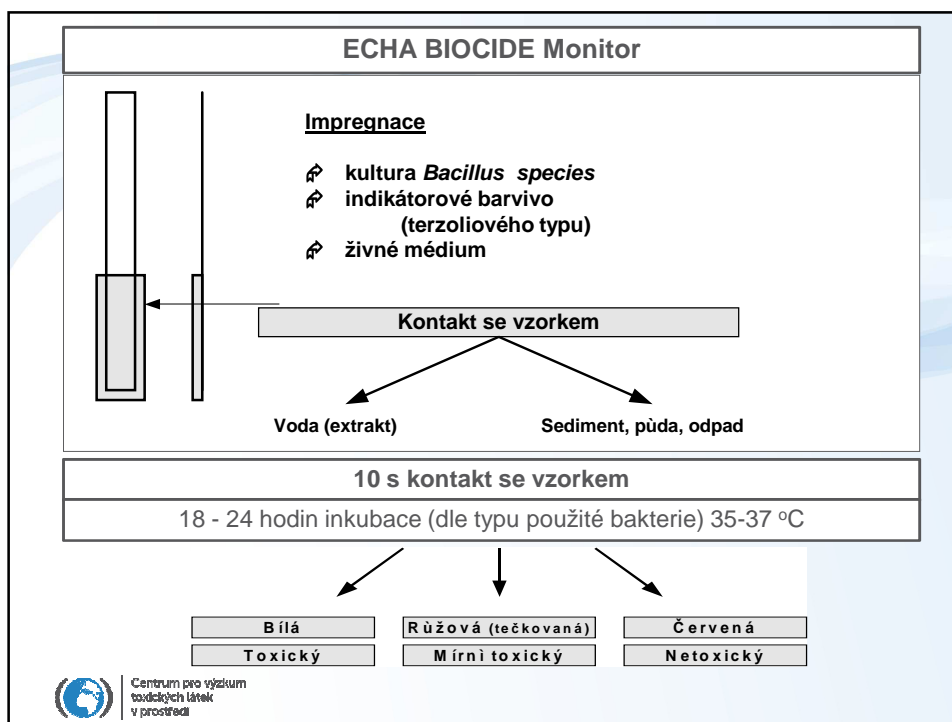 ECHA BIOCIDE Monitor
Impregnace
kultura Bacillus species
indikátorové barvivo
(terzoliového typu)
živné médium
Kontakt se vzorkem
Voda (extrakt)
Sediment, pùda, odpad
10 s kontakt se vzorkem
18 - 24 hodin inkubace (dle typu použité bakterie) 35-37 ºC
Bílá
Rùžová (tečkovaná)
Červená
Toxický
Mírnì toxický
Netoxický
Centrum pro výzkum
toxických látek
v prostředí